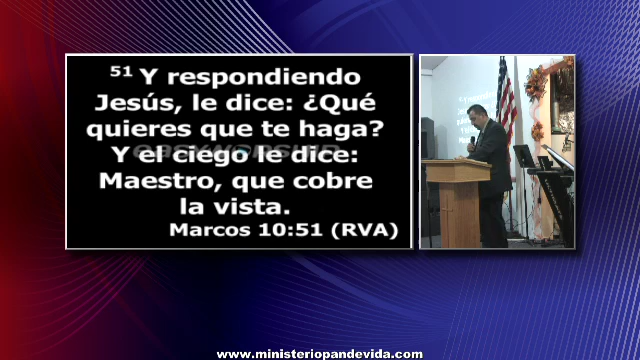 51 Y respondiendo
Jesús, le dice: ¿Qué
quieres que te haga?
Y el ciego le dice:
Maestro, que cobre
la vista.
Marcos 10:51 (RVA)
easyworship
www.ministeriopandevida.com